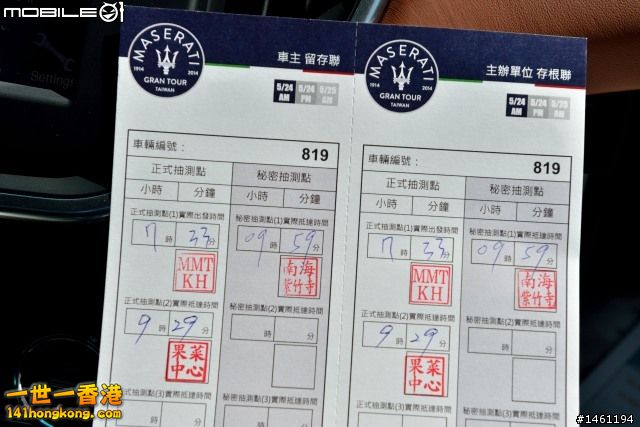 MOBILE01
Settings
MASERATI
1914 2014
GRAN TOUR
TAIWAN
車主 留存聯
5/24 AM 5/24 PM 5/25 AM
車輛編號： 819
正式抽測點 秘密抽測點
小時 分鐘 小時 分鐘
正式抽測點(1)實際出發時間 秘密抽測點(1)實際抵達時間
7 時 33 分 09 時 59 分
MMT KH
南海紫竹寺
正式抽測點(2)實際抵達時間 秘密抽測點(2)實際抵達時間
9 時 29 分 時 分
果菜中心
正式抽測點(3)實際抵達時間 秘密抽測點(3)實際抵達時間
時 分
MASERATI
1914 2014
GRAN TOUR
TAIWAN
主辦單位 存根聯
5/24 AM 5/24 PM 5/25 AM
車輛編號： 819
正式抽測點 秘密抽測點
小時 分鐘 小時 分鐘
正式抽測點(1)實際出發時間 秘密抽測點(1)實際抵達時間
7 時 33 分 09 時 59 分
MMT KH
南海紫竹寺
正式抽測點(2)實際抵達時間 秘密抽測點(2)實際抵達時間
9 時 29 分 時 分
果菜中心
正式抽測點(3)實際抵達時間 秘密抽測點(3)實際抵達時間
一世一香港
141hongkong.com
#1461194